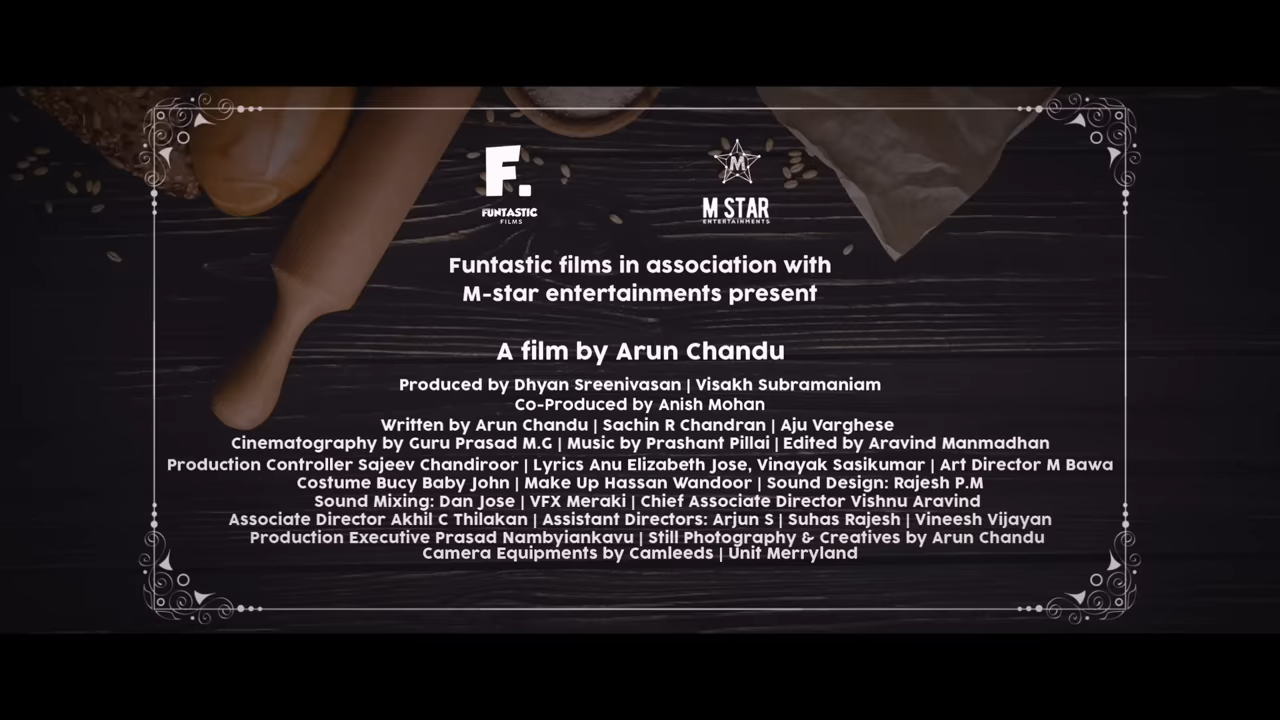 F.
FUNTASTIC
FILMS
M
M STAR
ENTERTAINMENTS
Funtastic films in association with
M-star entertainments present
A film by Arun Chandu
Produced by Dhyan Sreenivasan | Visakh Subramaniam
Co-Produced by Anish Mohan
Written by Arun Chandu | Sachin R Chandran | Aju Varghese
Cinematography by Guru Prasad M.G | Music by Prashant Pillai | Edited by Aravind Manmadhan
Production Controller Sajeev Chandiroor | Lyrics Anu Elizabeth Jose, Vinayak Sasikumar | Art Director M Bawa
Costume Bucy Baby John | Make Up Hassan Wandoor | Sound Design: Rajesh P.M
Sound Mixing: Dan Jose | VFX Meraki | Chief Associate Director Vishnu Aravind
Associate Director Akhil C Thilakan | Assistant Directors: Arjun S | Suhas Rajesh | Vineesh Vijayan
Production Executive Prasad Nambyiankavu | Still Photography & Creatives by Arun Chandu
Camera Equipments by Camleeds | Unit Merryland